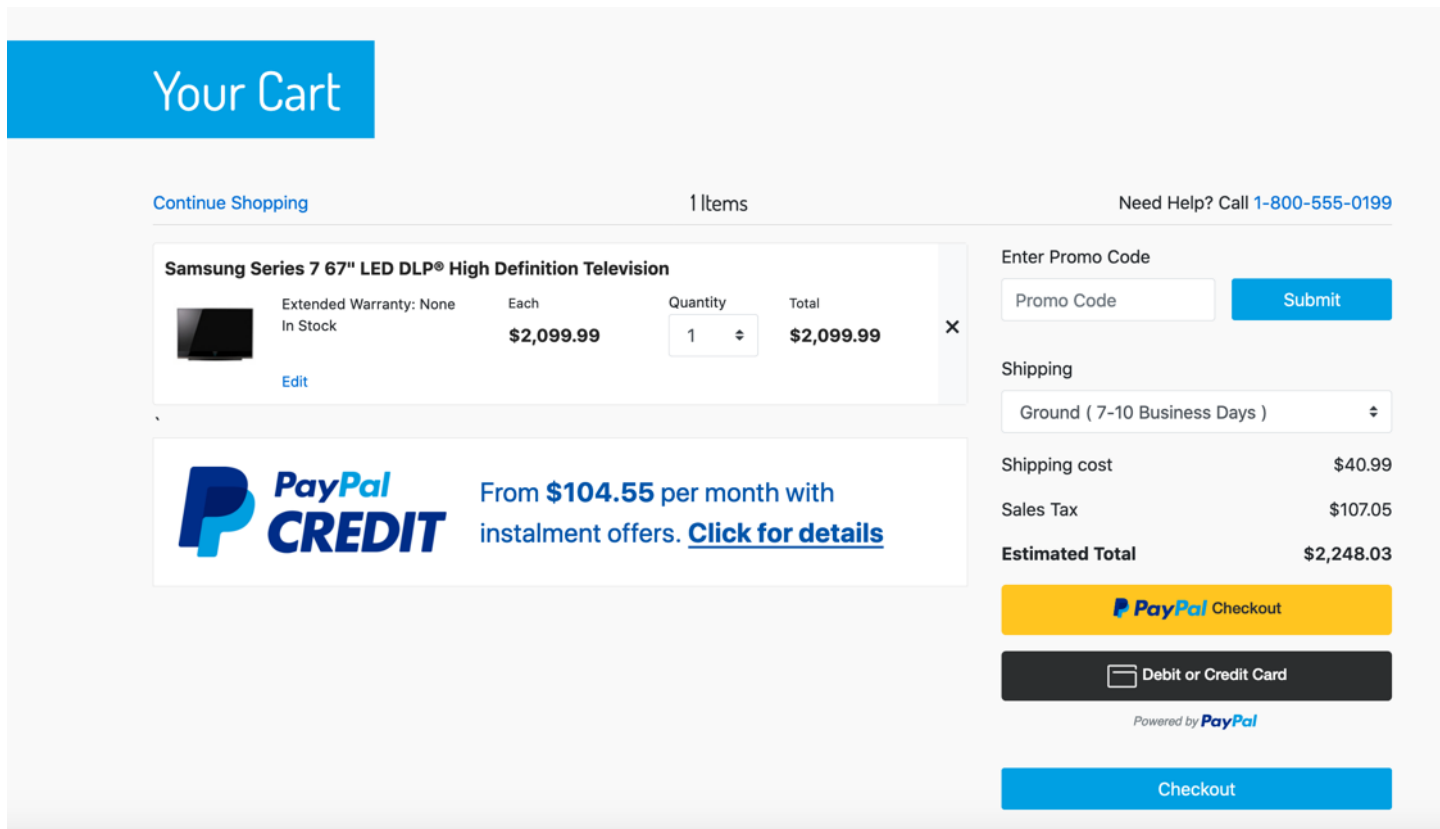 Your Cart
Continue Shopping
1 Items
Need Help? Call 1-800-555-0199
Samsung Series 7 67" LED DLP® High Definition Television
Extended Warranty: None
In Stock
Edit
Each
$2,099.99
Quantity
1
Total
$2,099.99
×
`
PayPal
CREDIT
From $104.55 per month with
instalment offers. Click for details
Enter Promo Code
Promo Code
Submit
Shipping
Ground ( 7-10 Business Days )
Shipping cost $40.99
Sales Tax $107.05
Estimated Total $2,248.03
PayPal Checkout
Debit or Credit Card
Powered by PayPal
Checkout